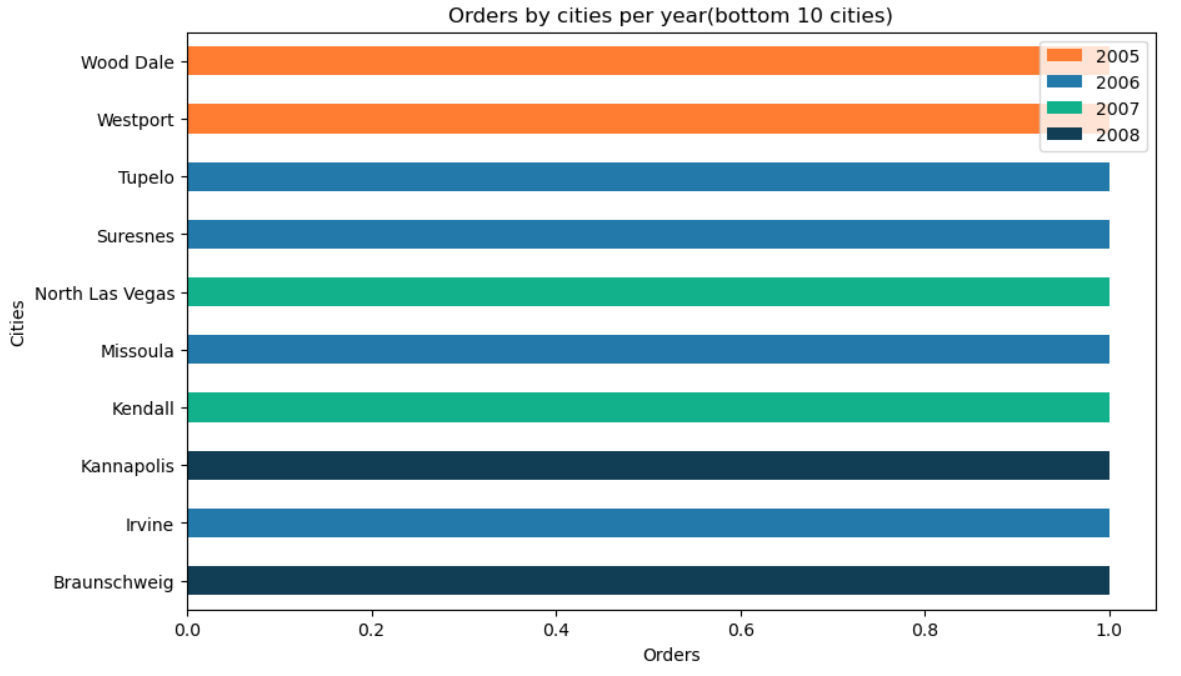 Orders by cities per year(bottom 10 cities)
Wood Dale
Westport
Tupelo
Suresnes
North Las Vegas
Missoula
Kendall
Kannapolis
Irvine
Braunschweig
Cities
2005
2006
2007
2008
0.0 0.2 0.4 0.6 0.8 1.0
Orders